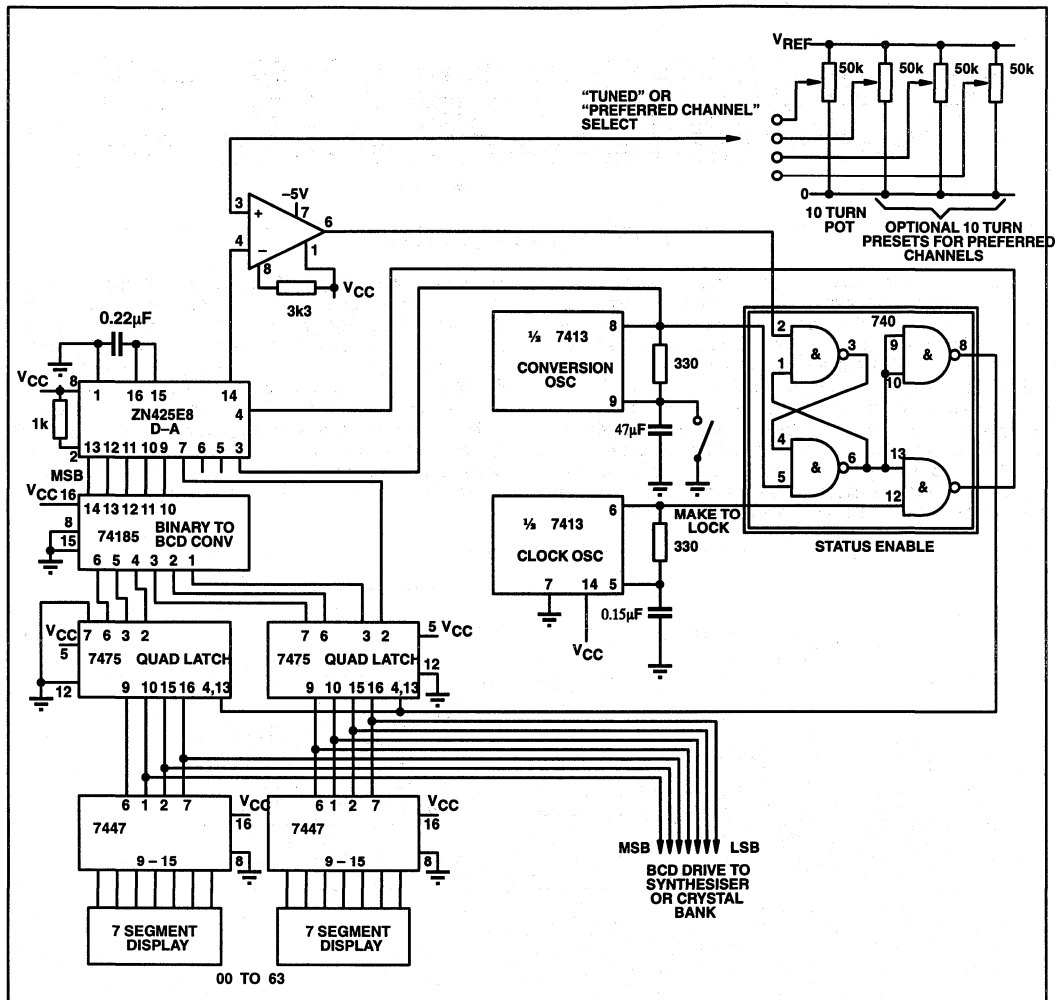 VREF
50k 50k 50k 50k
"TUNED" OR
"PREFERRED CHANNEL"
SELECT
0
10 TURN
POT
OPTIONAL 10 TURN
PRESETS FOR PREFERRED
CHANNELS
–5V
3 + 7 6
4 – 1
8
VCC
3k3
0.22µF
VCC 8 1 16 15 14
ZN425E8
D–A
4
1k
2 13 12 11 10 9 7 6 5 3
MSB
VCC 16
14 13 12 11 10
8
15
74185
BINARY TO
BCD CONV
6 5 4 3 2 1
½ 7413
CONVERSION
OSC
8
9
330
47µF
MAKE TO
LOCK
½ 7413
CLOCK OSC
6
5
7 14
VCC
330
0.15µF
740
2 & 3
1
9 & 8
10
4 & 6
5
13
12 &
STATUS ENABLE
VCC
5
7 6 3 2
7475 QUAD LATCH
12
9 10 15 16 4,13
7 6 3 2
5 VCC
7475 QUAD LATCH
12
9 10 15 16 4,13
6 1 2 7
VCC
16
7447
8
9 – 15
6 1 2 7
VCC
16
7447
8
9 – 15
MSB LSB
BCD DRIVE TO
SYNTHESISER
OR CRYSTAL
BANK
7 SEGMENT
DISPLAY
7 SEGMENT
DISPLAY
00 TO 63